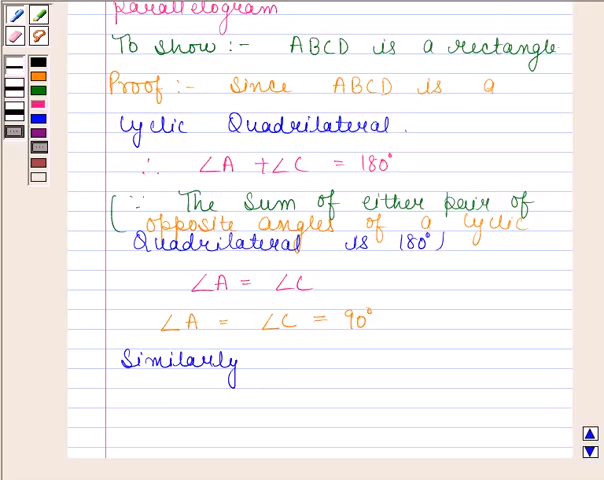 parallelogram
To show :- ABCD is a rectangle
Proof :- Since ABCD is a
Cyclic Quadrilateral.
∴ ∠A + ∠C = 180°
(∵ The Sum of either pair of
opposite angles of a cyclic
Quadrilateral is 180°)
∠A = ∠C
∠A = ∠C = 90°
Similarly